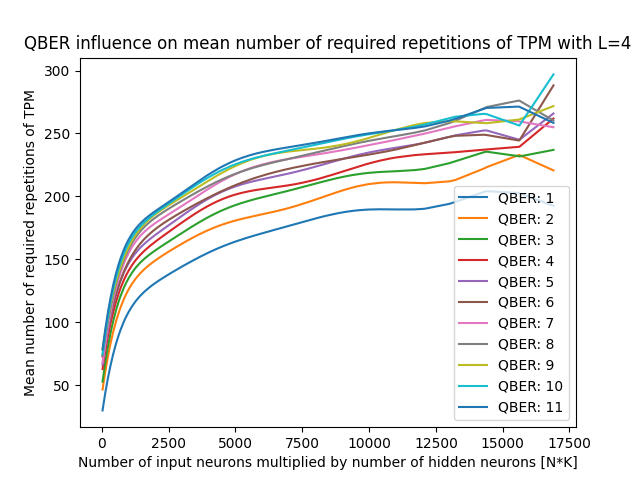 QBER influence on mean number of required repetitions of TPM with L=4
Mean number of required repetitions of TPM
300
250
200
150
100
50
0
2500
5000
7500
10000
12500
15000
17500
Number of input neurons multiplied by number of hidden neurons [N*K]
QBER: 1
QBER: 2
QBER: 3
QBER: 4
QBER: 5
QBER: 6
QBER: 7
QBER: 8
QBER: 9
QBER: 10
QBER: 11